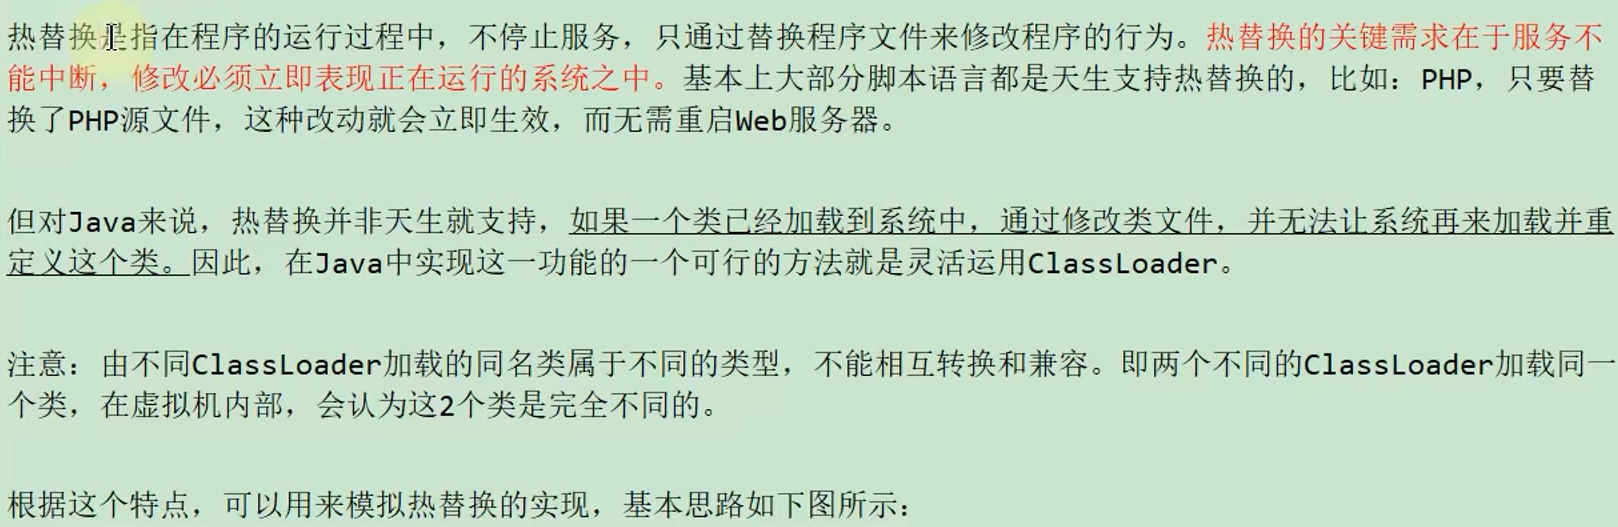 热替换是指在程序的运行过程中，不停止服务，只通过替换程序文件来修改程序的行为。热替换的关键需求在于服务不
能中断，修改必须立即表现正在运行的系统之中。基本上大部分脚本语言都是天生支持热替换的，比如：PHP，只要替
换了PHP源文件，这种改动就会立即生效，而无需重启Web服务器。
但对Java来说，热替换并非天生就支持，如果一个类已经加载到系统中，通过修改类文件，并无法让系统再来加载并重
定义这个类。因此，在Java中实现这一功能的一个可行的方法就是灵活运用ClassLoader。
注意：由不同ClassLoader加载的同名类属于不同的类型，不能相互转换和兼容。即两个不同的ClassLoader加载同一
个类，在虚拟机内部，会认为这2个类是完全不同的。
根据这个特点，可以用来模拟热替换的实现，基本思路如下图所示：